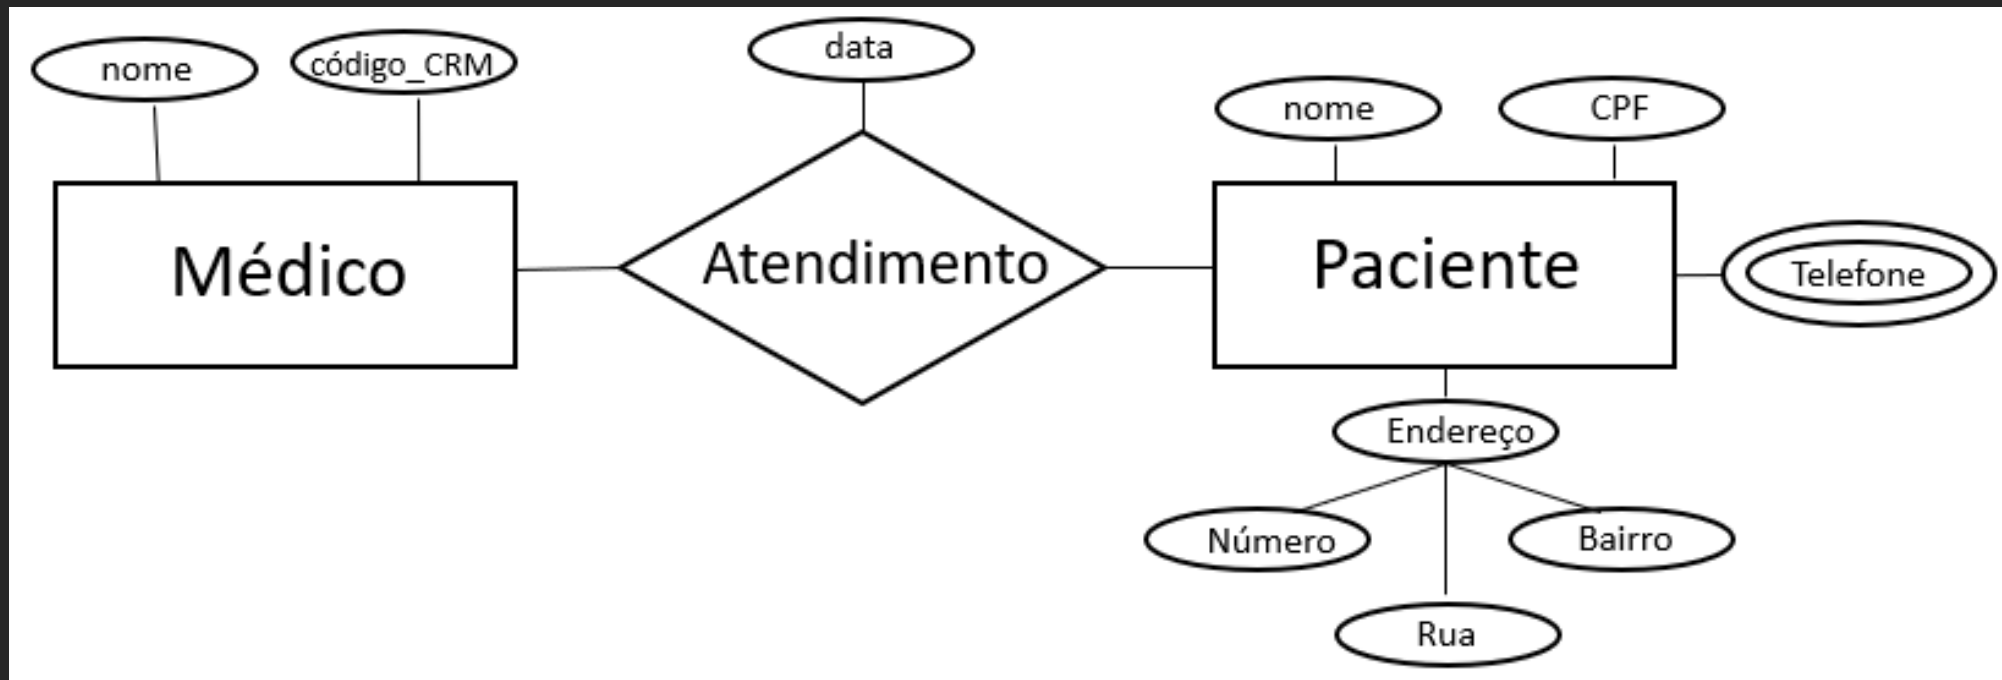 nome
código_CRM
data
nome
CPF
Médico
Atendimento
Paciente
Telefone
Endereço
Número
Bairro
Rua